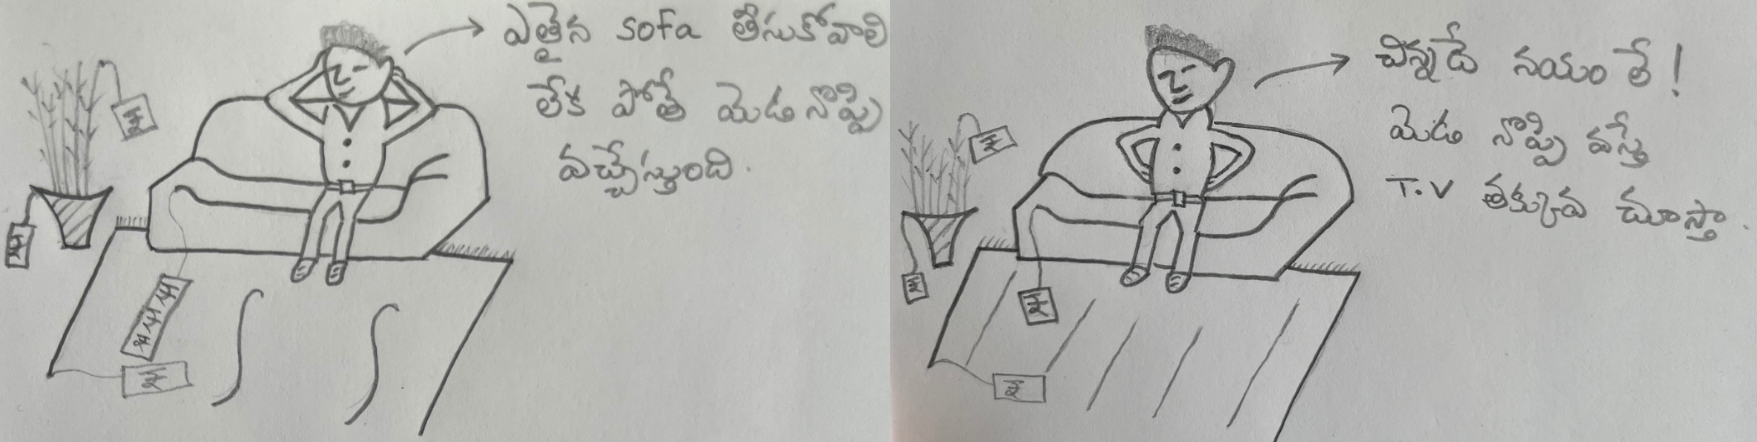 ఎత్తైన sofa తీసుకోవాలి
లేక పోతే మెడ నొప్పి
వచ్చేస్తుంది.
₹
₹
₹ ₹ ₹
₹
చిన్నదే నయం లే!
మెడ నొప్పి వస్తే
T.V తక్కువ చూస్తా.
₹
₹
₹
₹